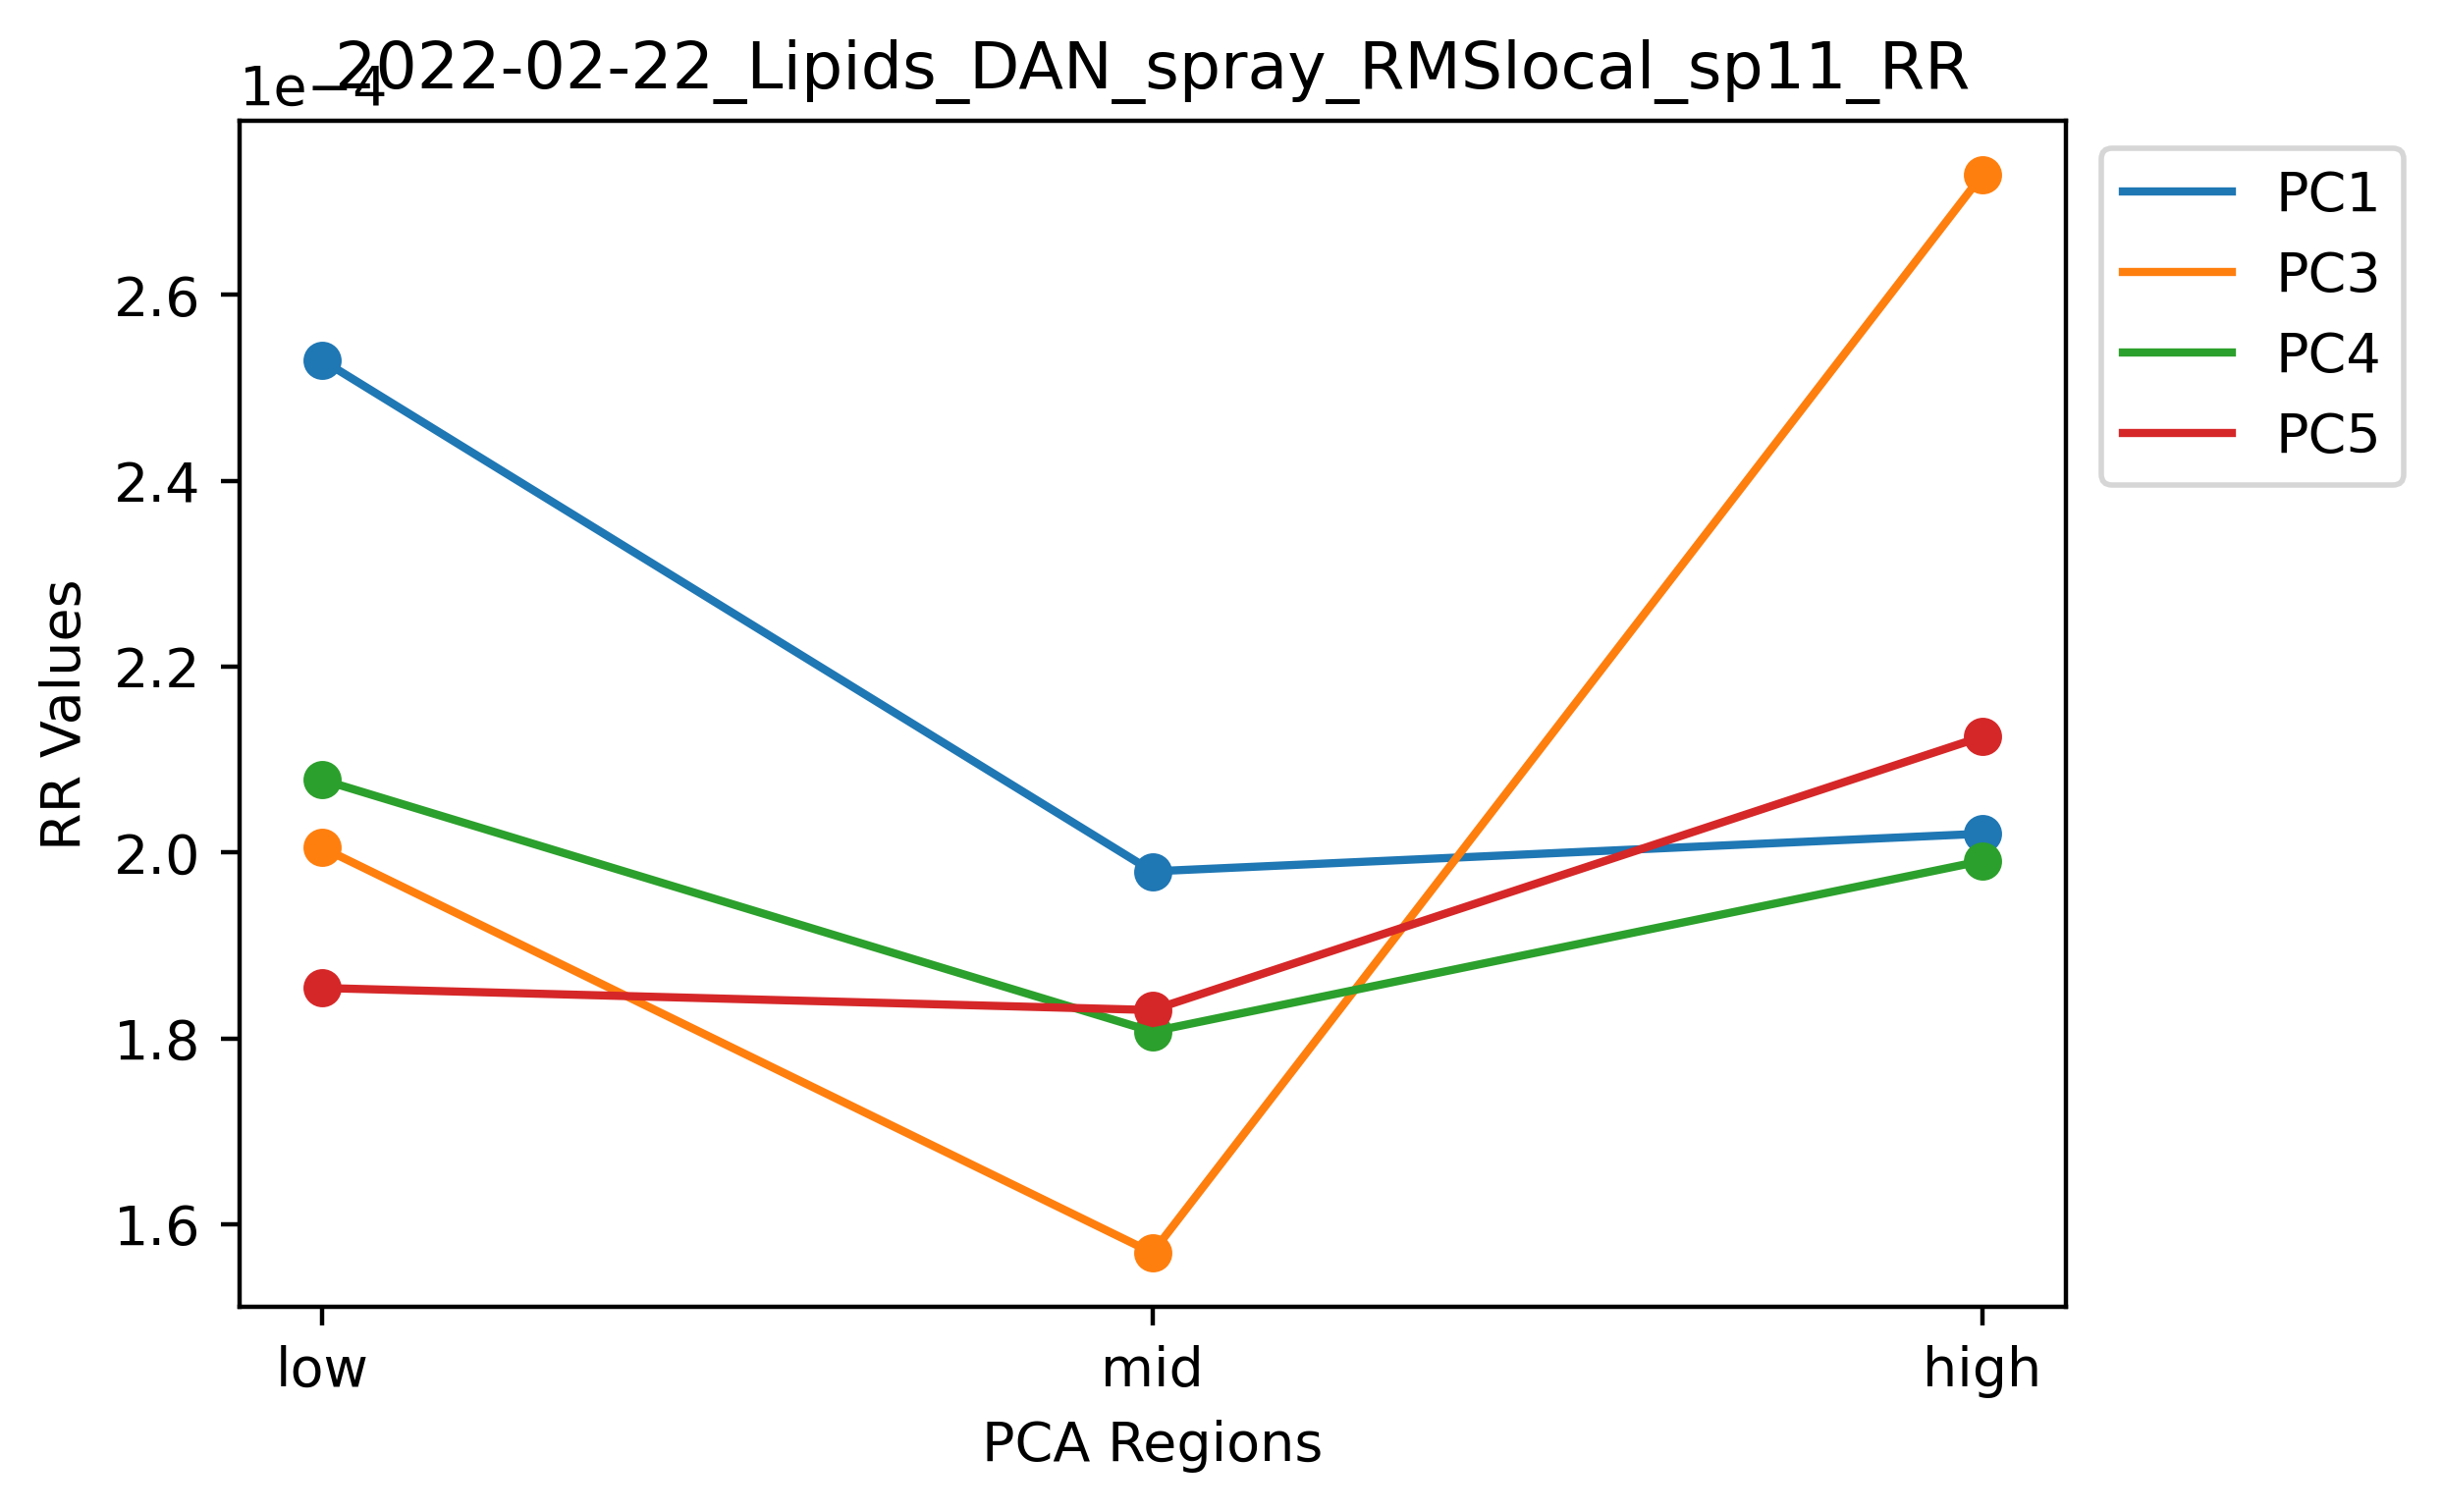 2022-02-22_Lipids_DAN_spray_RMSlocal_sp11_RR
1e−4
2.6
2.4
2.2
2.0
1.8
1.6
RR Values
low
mid
high
PCA Regions
PC1
PC3
PC4
PC5